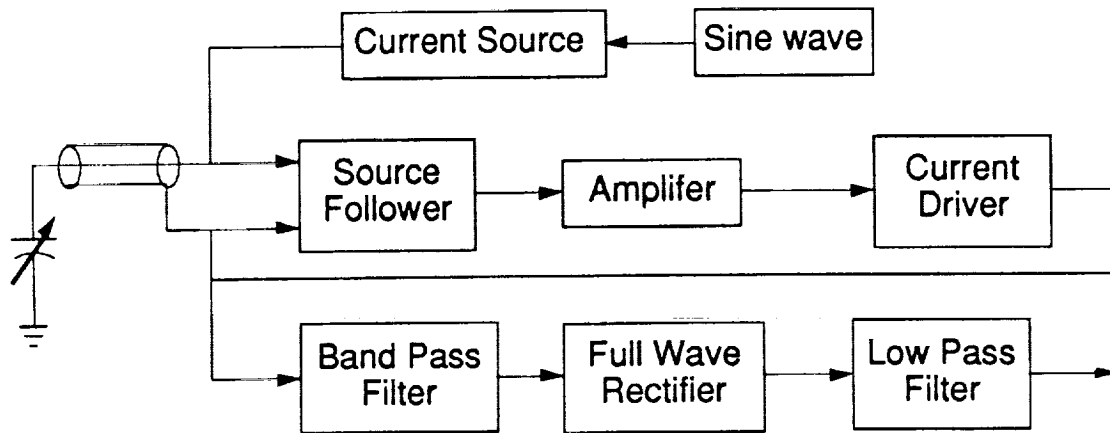 Current Source
Sine wave
Source
Follower
Amplifer
Current
Driver
Band Pass
Filter
Full Wave
Rectifier
Low Pass
Filter